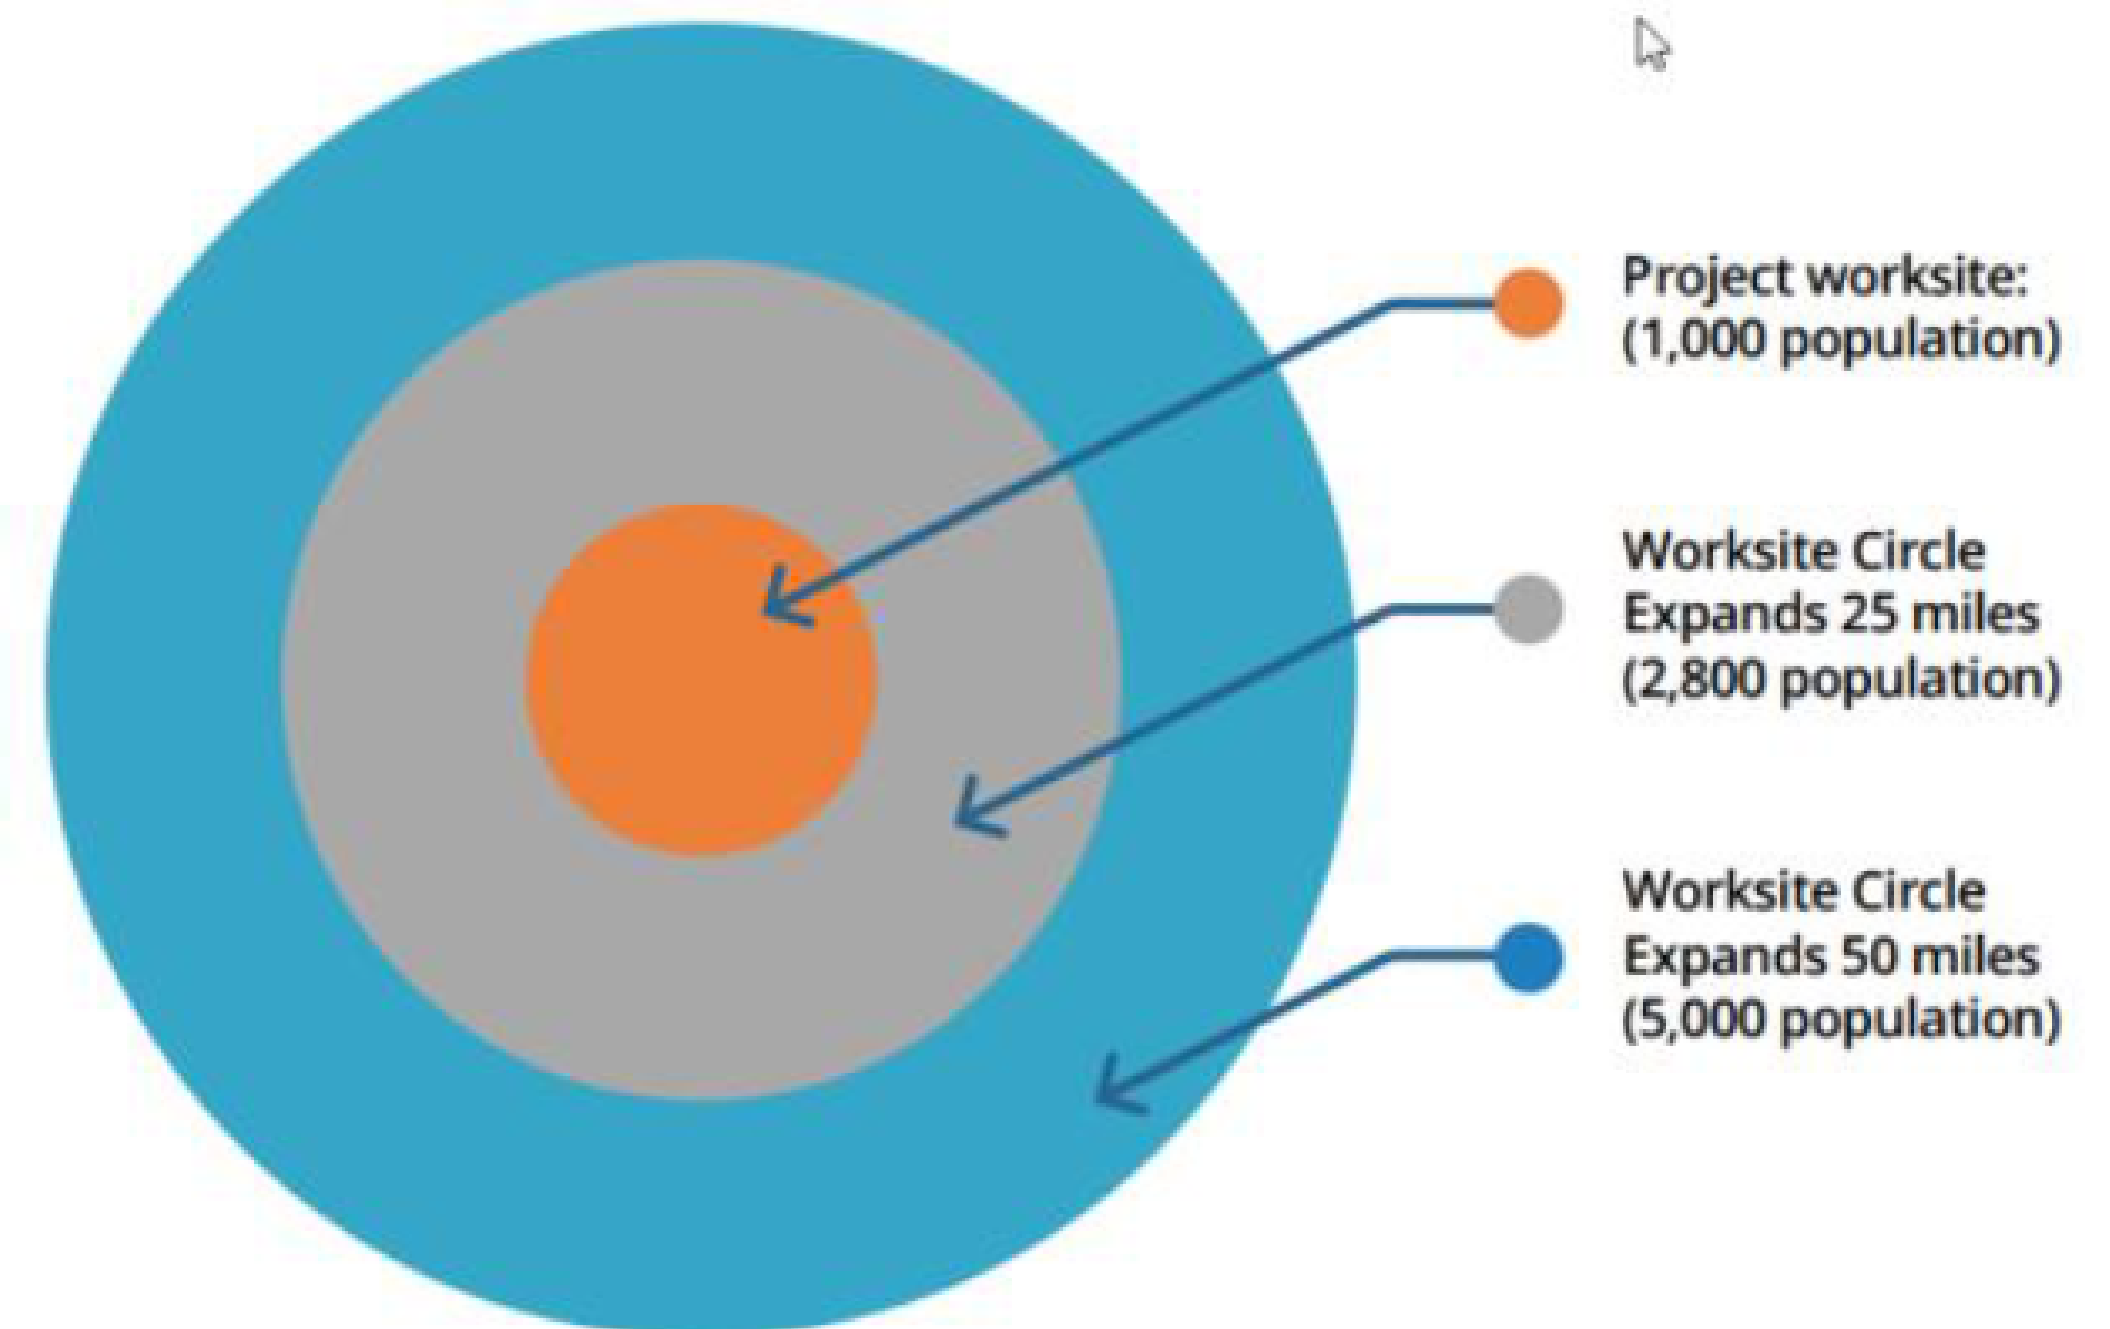 Project worksite:
(1,000 population)
Worksite Circle
Expands 25 miles
(2,800 population)
Worksite Circle
Expands 50 miles
(5,000 population)